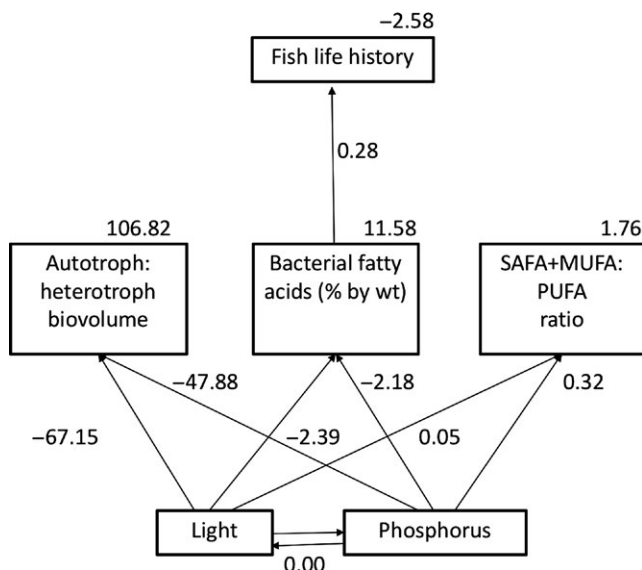 −2.58
Fish life history
0.28
106.82
11.58
1.76
Autotroph:
heterotroph
biovolume
Bacterial fatty
acids (% by wt)
SAFA+MUFA:
PUFA
ratio
−47.88
−2.18
0.32
−67.15
−2.39
0.05
Light
Phosphorus
0.00